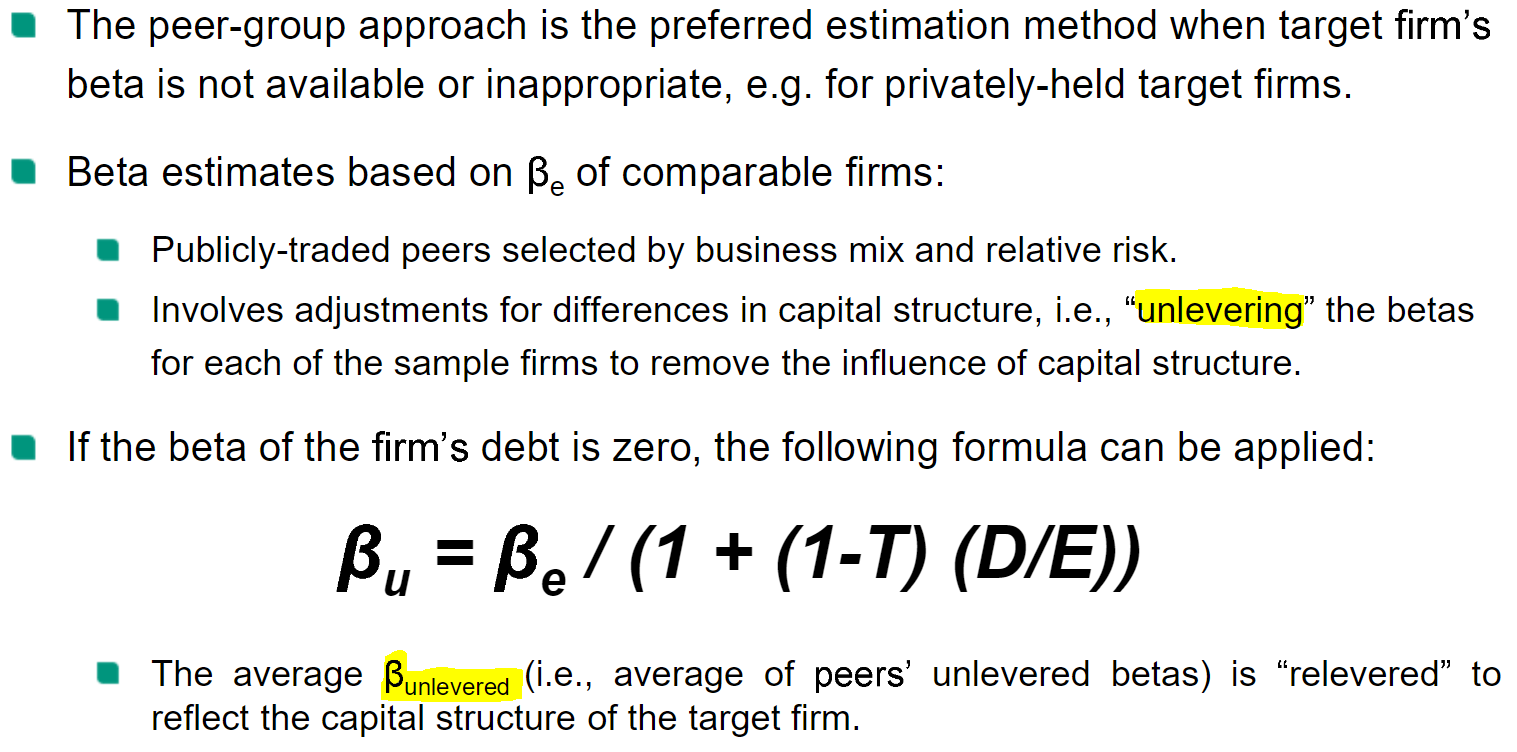 The peer-group approach is the preferred estimation method when target firm’s
beta is not available or inappropriate, e.g. for privately-held target firms.
Beta estimates based on βe of comparable firms:
Publicly-traded peers selected by business mix and relative risk.
Involves adjustments for differences in capital structure, i.e., “unlevering” the betas
for each of the sample firms to remove the influence of capital structure.
If the beta of the firm’s debt is zero, the following formula can be applied:
βu = βe / (1 + (1-T) (D/E))
The average βunlevered (i.e., average of peers’ unlevered betas) is “relevered” to
reflect the capital structure of the target firm.